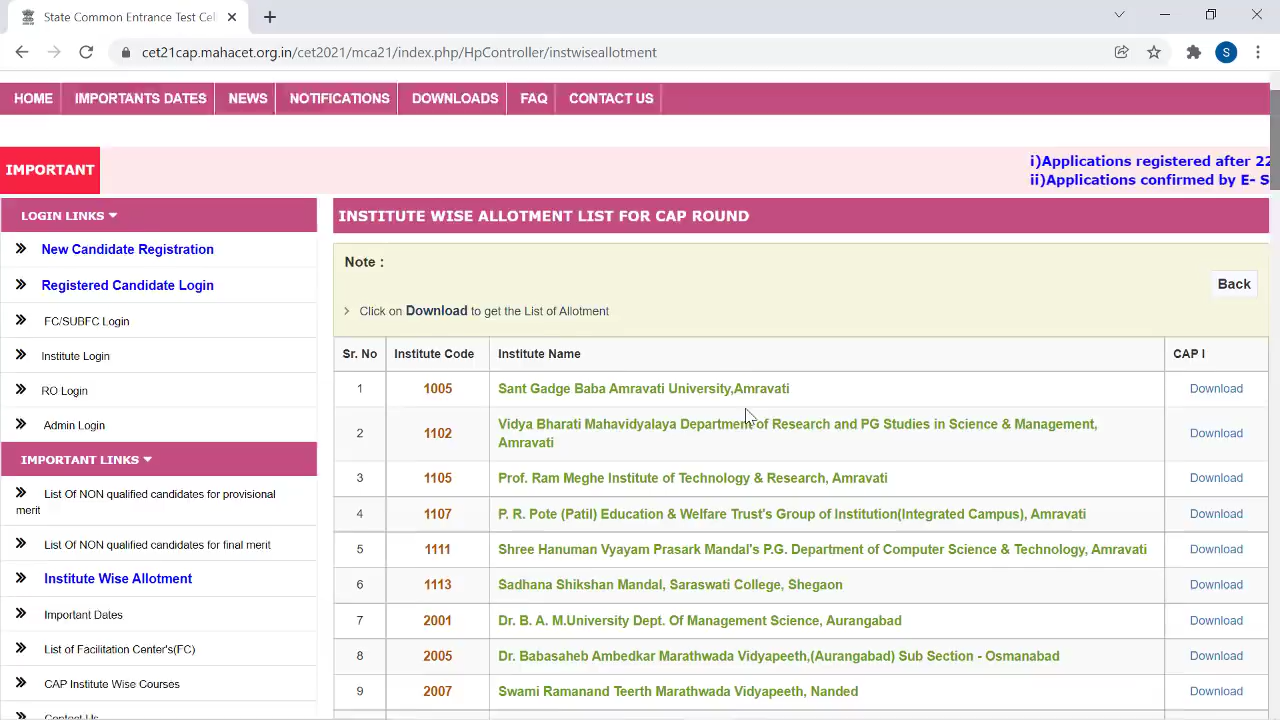 State Common Entrance Test Cel
cet21cap.mahacet.org.in/cet2021/mca21/index.php/HpController/instwiseallotment
S
HOME
IMPORTANTS DATES
NEWS
NOTIFICATIONS
DOWNLOADS
FAQ
CONTACT US
IMPORTANT
i)Applications registered after 22
ii)Applications confirmed by E- S
LOGIN LINKS
New Candidate Registration
Registered Candidate Login
FC/SUBFC Login
Institute Login
RO Login
Admin Login
IMPORTANT LINKS
List Of NON qualified candidates for provisional
merit
List Of NON qualified candidates for final merit
Institute Wise Allotment
Important Dates
List of Facilitation Center's(FC)
CAP Institute Wise Courses
Contact Us
INSTITUTE WISE ALLOTMENT LIST FOR CAP ROUND
Note :
Back
Click on Download to get the List of Allotment
Sr. No Institute Code Institute Name CAP I
1 1005 Sant Gadge Baba Amravati University,Amravati Download
2 1102 Vidya Bharati Mahavidyalaya Department of Research and PG Studies in Science & Management, Download
Amravati
3 1105 Prof. Ram Meghe Institute of Technology & Research, Amravati Download
4 1107 P. R. Pote (Patil) Education & Welfare Trust's Group of Institution(Integrated Campus), Amravati Download
5 1111 Shree Hanuman Vyayam Prasark Mandal's P.G. Department of Computer Science & Technology, Amravati Download
6 1113 Sadhana Shikshan Mandal, Saraswati College, Shegaon Download
7 2001 Dr. B. A. M.University Dept. Of Management Science, Aurangabad Download
8 2005 Dr. Babasaheb Ambedkar Marathwada Vidyapeeth,(Aurangabad) Sub Section - Osmanabad Download
9 2007 Swami Ramanand Teerth Marathwada Vidyapeeth, Nanded Download